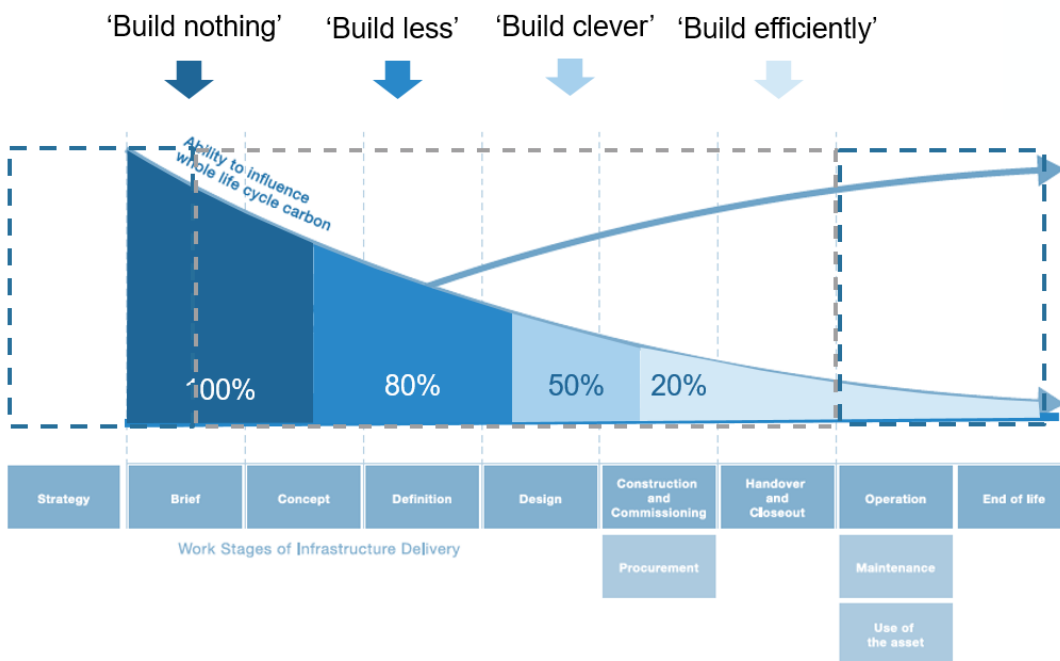 ‘Build nothing’ ‘Build less’ ‘Build clever’ ‘Build efficiently’
Ability to influence
whole life cycle carbon
100% 80% 50% 20%
Strategy
Brief
Concept
Definition
Design
Construction
and
Commissioning
Handover
and
Closeout
Operation
End of life
Work Stages of Infrastructure Delivery
Procurement
Maintenance
Use of
the asset